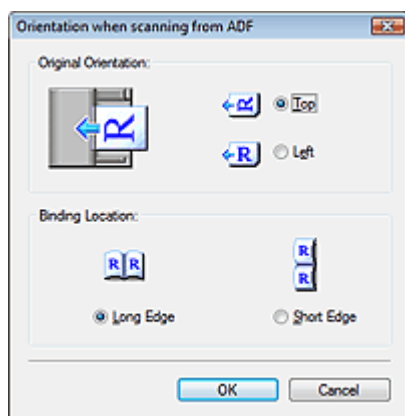 Orientation when scanning from ADF
Original Orientation:
R
R
Top
R
Left
Binding Location:
R R
R
R
Long Edge
Short Edge
OK
Cancel